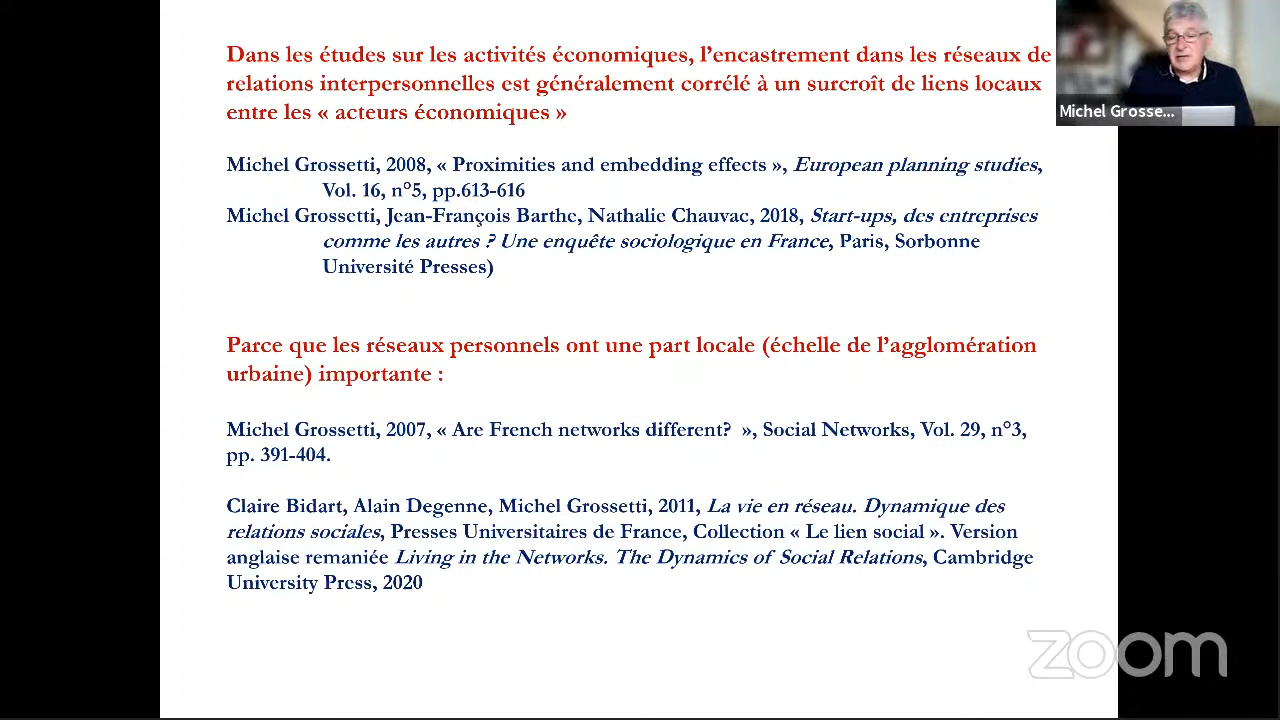 Dans les études sur les activités économiques, l'encastrement dans les réseaux de
relations interpersonnelles est généralement corrélé à un surcroît de liens locaux
entre les « acteurs économiques »
Michel Grossetti, 2008, « Proximities and embedding effects », European planning studies,
Vol. 16, n°5, pp.613-616
Michel Grossetti, Jean-François Barthe, Nathalie Chauvac, 2018, Start-ups, des entreprises
comme les autres ? Une enquête sociologique en France, Paris, Sorbonne
Université Presses)
Parce que les réseaux personnels ont une part locale (échelle de l'agglomération
urbaine) importante :
Michel Grossetti, 2007, « Are French networks different? », Social Networks, Vol. 29, n°3,
pp. 391-404.
Claire Bidart, Alain Degenne, Michel Grossetti, 2011, La vie en réseau. Dynamique des
relations sociales, Presses Universitaires de France, Collection « Le lien social ». Version
anglaise remaniée Living in the Networks. The Dynamics of Social Relations, Cambridge
University Press, 2020
Michel Grosse...
zoom